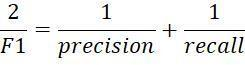 2/F1 = 1/precision + 1/recall